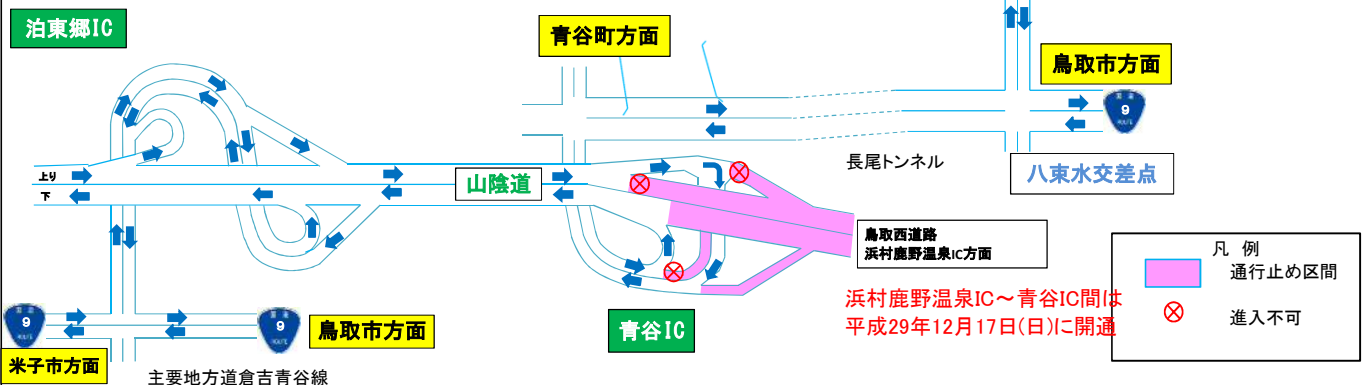 泊東郷IC
青谷町方面
鳥取市方面
9
ROUTE
長尾トンネル
八束水交差点
上り
下
山陰道
鳥取西道路
浜村鹿野温泉IC方面
凡 例
通行止め区間
進入不可
浜村鹿野温泉IC~青谷IC間は
平成29年12月17日(日)に開通
青谷IC
9
ROUTE
米子市方面
9
ROUTE
鳥取市方面
主要地方道倉吉青谷線